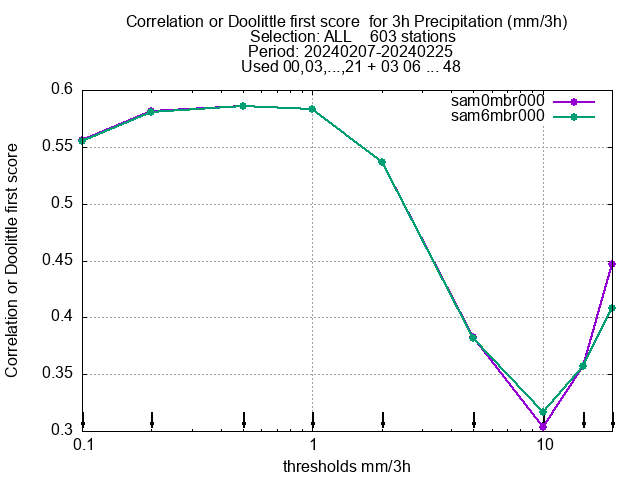 Correlation or Doolittle first score  for 3h Precipitation (mm/3h)
Selection: ALL    603 stations
Period: 20240207-20240225
Used 00,03,...,21 + 03 06 ... 48
sam0mbr000
sam6mbr000
Correlation or Doolittle first score
0.6
0.55
0.5
0.45
0.4
0.35
0.3
0.1 1 10
thresholds mm/3h